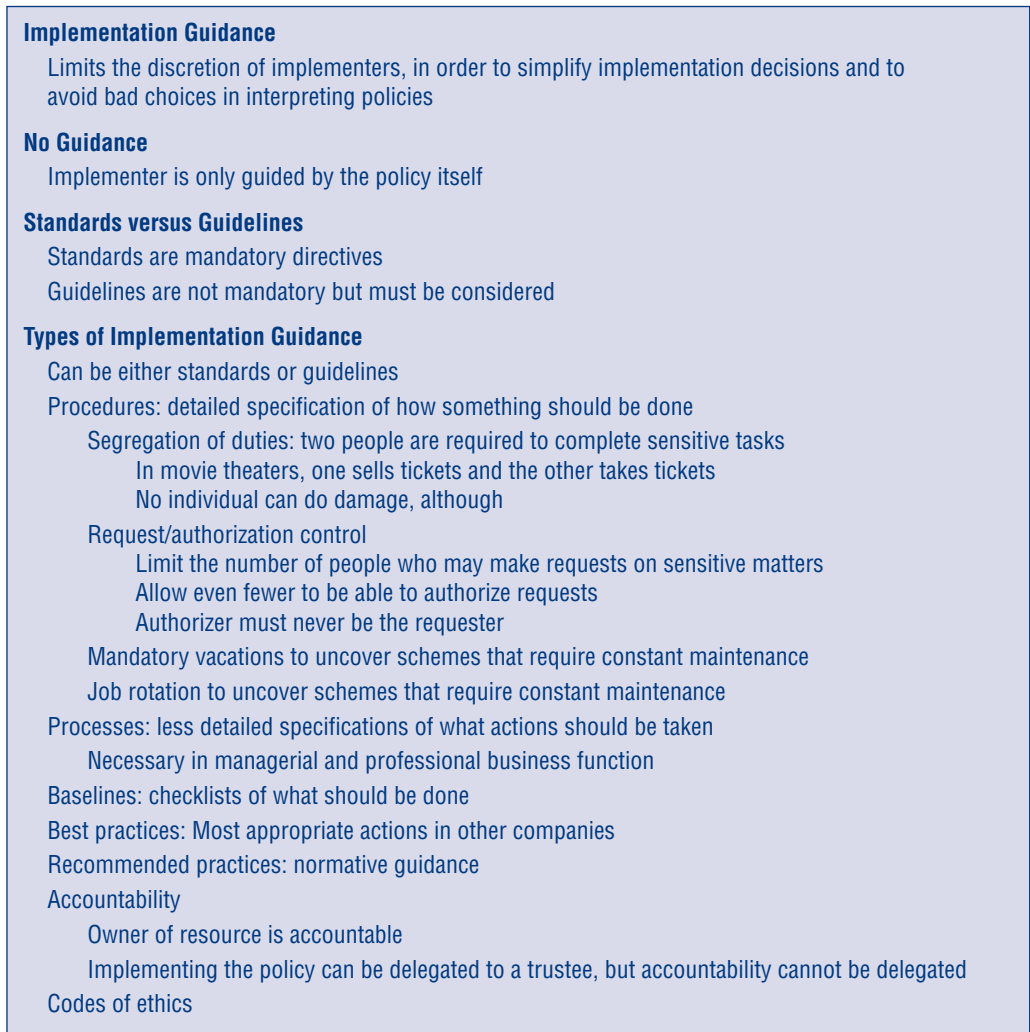 Implementation Guidance
Limits the discretion of implementers, in order to simplify implementation decisions and to
avoid bad choices in interpreting policies
No Guidance
Implementer is only guided by the policy itself
Standards versus Guidelines
Standards are mandatory directives
Guidelines are not mandatory but must be considered
Types of Implementation Guidance
Can be either standards or guidelines
Procedures: detailed specification of how something should be done
Segregation of duties: two people are required to complete sensitive tasks
In movie theaters, one sells tickets and the other takes tickets
No individual can do damage, although
Request/authorization control
Limit the number of people who may make requests on sensitive matters
Allow even fewer to be able to authorize requests
Authorizer must never be the requester
Mandatory vacations to uncover schemes that require constant maintenance
Job rotation to uncover schemes that require constant maintenance
Processes: less detailed specifications of what actions should be taken
Necessary in managerial and professional business function
Baselines: checklists of what should be done
Best practices: Most appropriate actions in other companies
Recommended practices: normative guidance
Accountability
Owner of resource is accountable
Implementing the policy can be delegated to a trustee, but accountability cannot be delegated
Codes of ethics